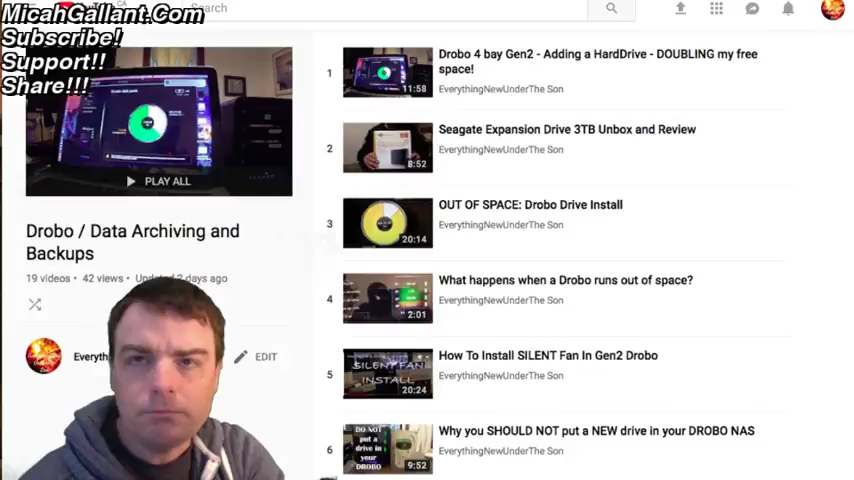 MicahGallant.Com
Subscribe!
Support!!
Share!!!
Search
PLAY ALL
Drobo / Data Archiving and
Backups
19 videos • 42 views • Updated 2 days ago
EDIT
1
Drobo 4 bay Gen2 - Adding a HardDrive - DOUBLING my free
space!
EverythingNewUnderThe Son
11:58
2
Seagate Expansion Drive 3TB Unbox and Review
EverythingNewUnderThe Son
8:52
3
OUT OF SPACE: Drobo Drive Install
EverythingNewUnderThe Son
20:14
4
What happens when a Drobo runs out of space?
EverythingNewUnderThe Son
2:01
5
How To Install SILENT Fan In Gen2 Drobo
EverythingNewUnderThe Son
SILENT FAN
INSTALL
20:24
6
Why you SHOULD NOT put a NEW drive in your DROBO NAS
EverythingNewUnderThe Son
DO NOT
put a
drive in
your
DROBO
9:52